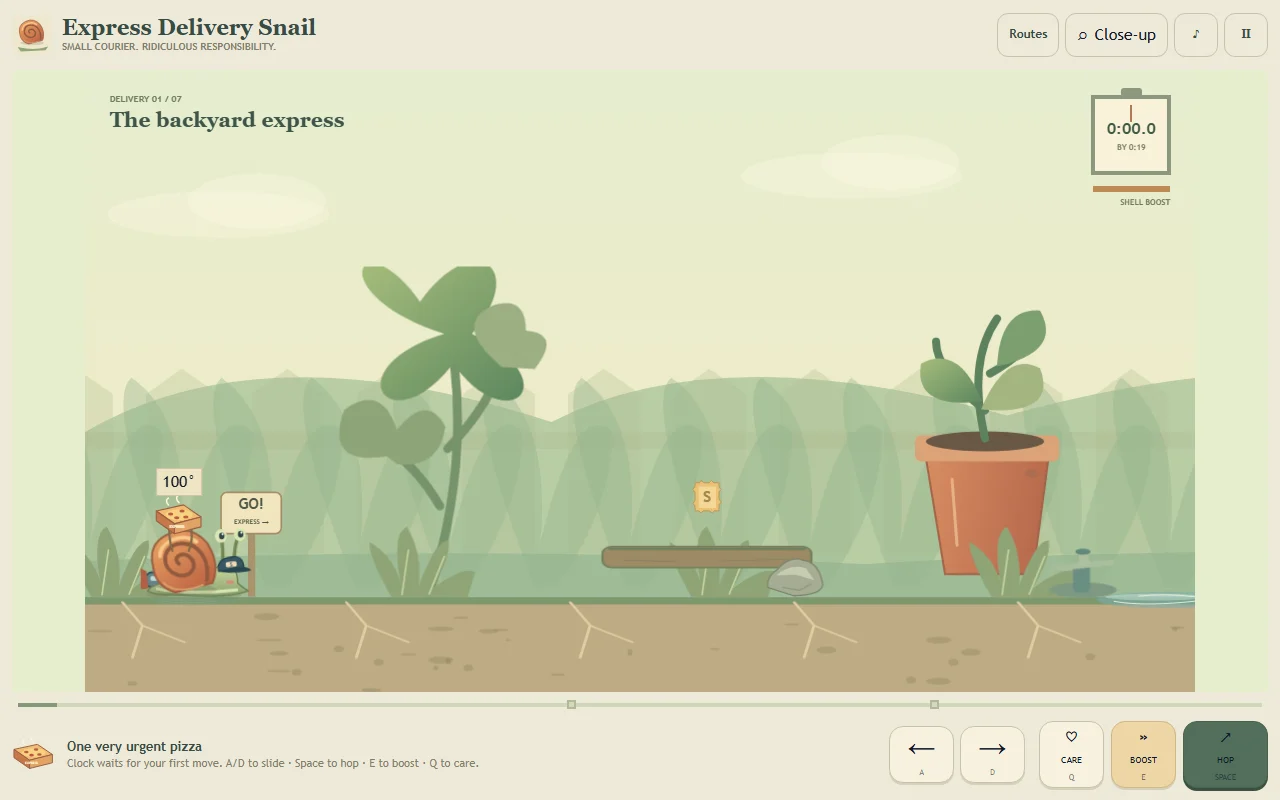 Express Delivery Snail
SMALL COURIER. RIDICULOUS RESPONSIBILITY.
Routes
Close-up
DELIVERY 01 / 07
The backyard express
0:00.0
BY 0:19
SHELL BOOST
100°
GO!
EXPRESS →
S
One very urgent pizza
Clock waits for your first move. A/D to slide · Space to hop · E to boost · Q to care.
← → 
CARE BOOST HOP
A D Q E SPACE